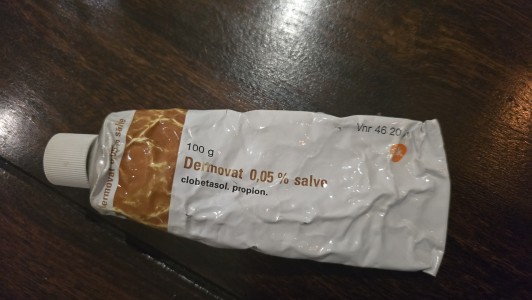 Vnr 46 20
100 g
Dermovat 0,05 % salve
clobetasol. propion.